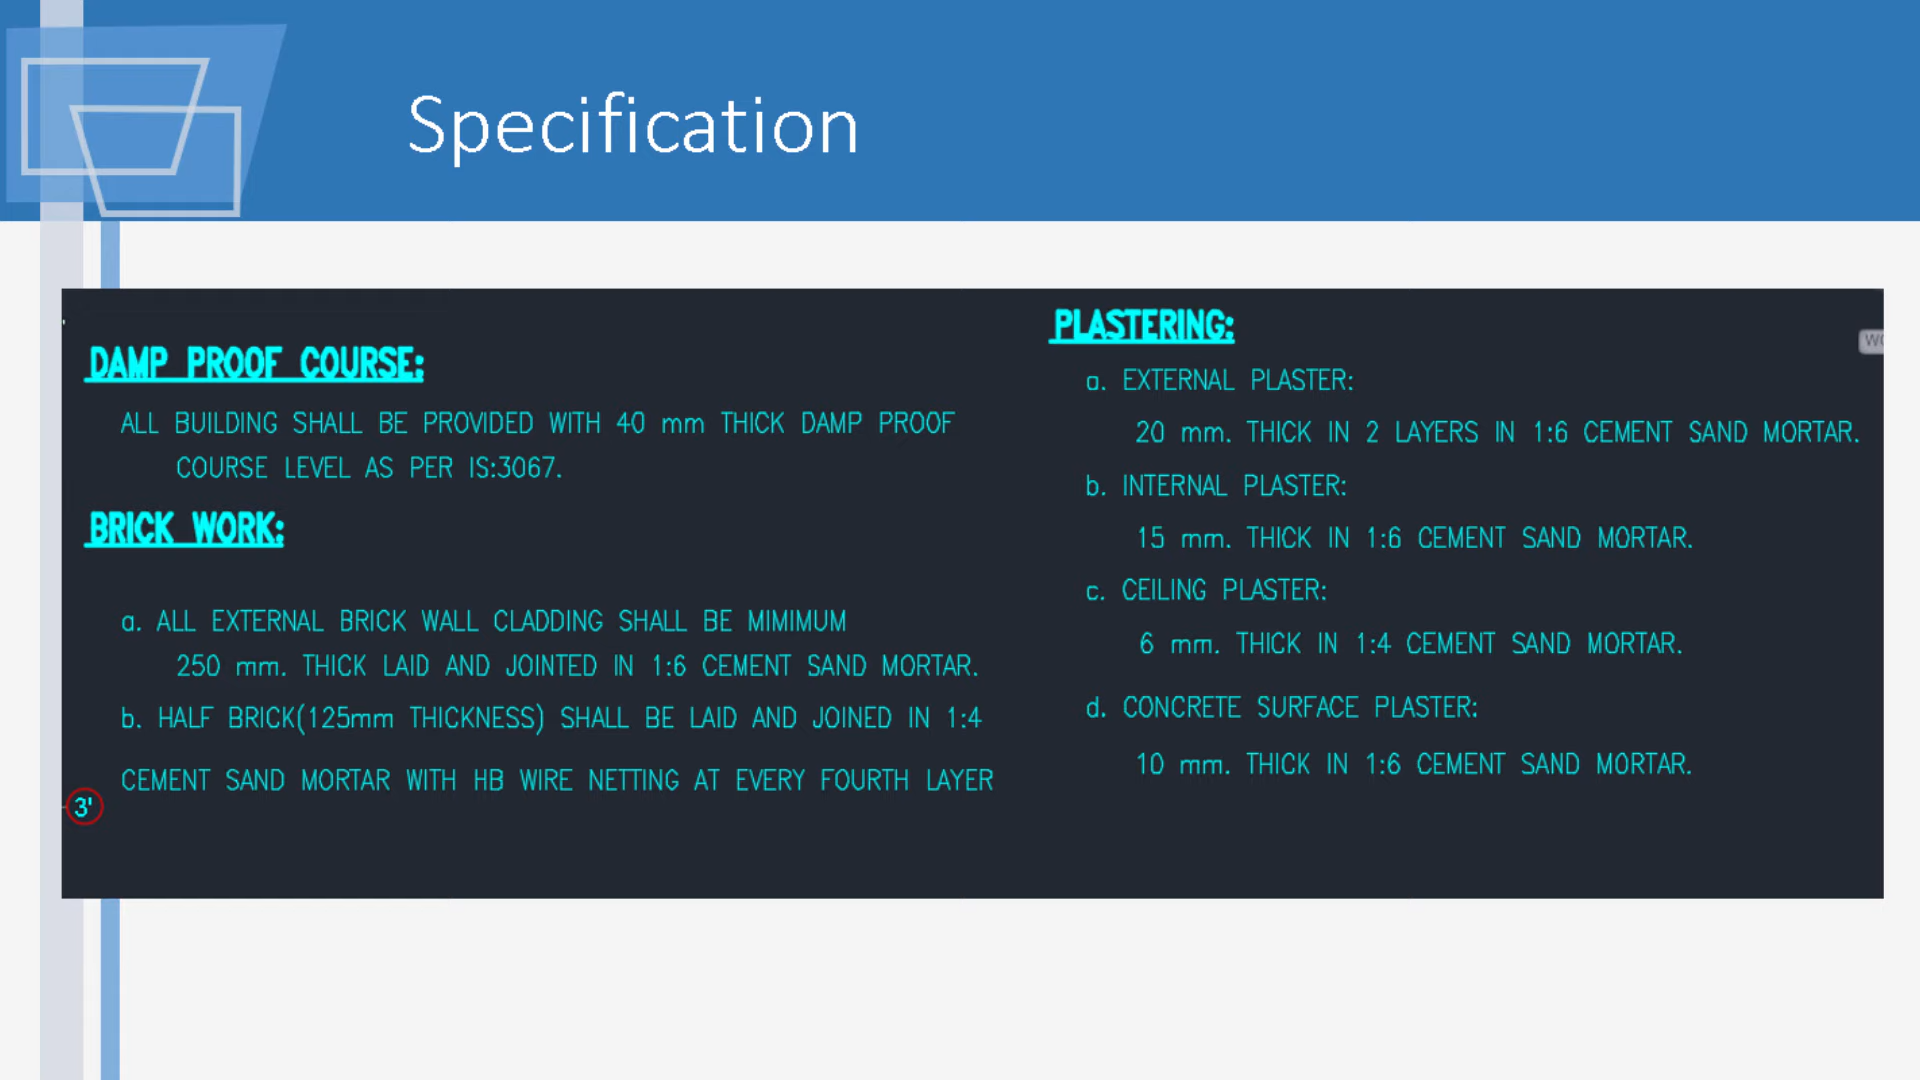 Specification
DAMP PROOF COURSE:
ALL BUILDING SHALL BE PROVIDED WITH 40 mm THICK DAMP PROOF
COURSE LEVEL AS PER IS:3067.
BRICK WORK:
a. ALL EXTERNAL BRICK WALL CLADDING SHALL BE MIMIMUM
250 mm. THICK LAID AND JOINTED IN 1:6 CEMENT SAND MORTAR.
b. HALF BRICK(125mm THICKNESS) SHALL BE LAID AND JOINED IN 1:4
CEMENT SAND MORTAR WITH HB WIRE NETTING AT EVERY FOURTH LAYER
3'
PLASTERING:
a. EXTERNAL PLASTER:
20 mm. THICK IN 2 LAYERS IN 1:6 CEMENT SAND MORTAR.
b. INTERNAL PLASTER:
15 mm. THICK IN 1:6 CEMENT SAND MORTAR.
c. CEILING PLASTER:
6 mm. THICK IN 1:4 CEMENT SAND MORTAR.
d. CONCRETE SURFACE PLASTER:
10 mm. THICK IN 1:6 CEMENT SAND MORTAR.